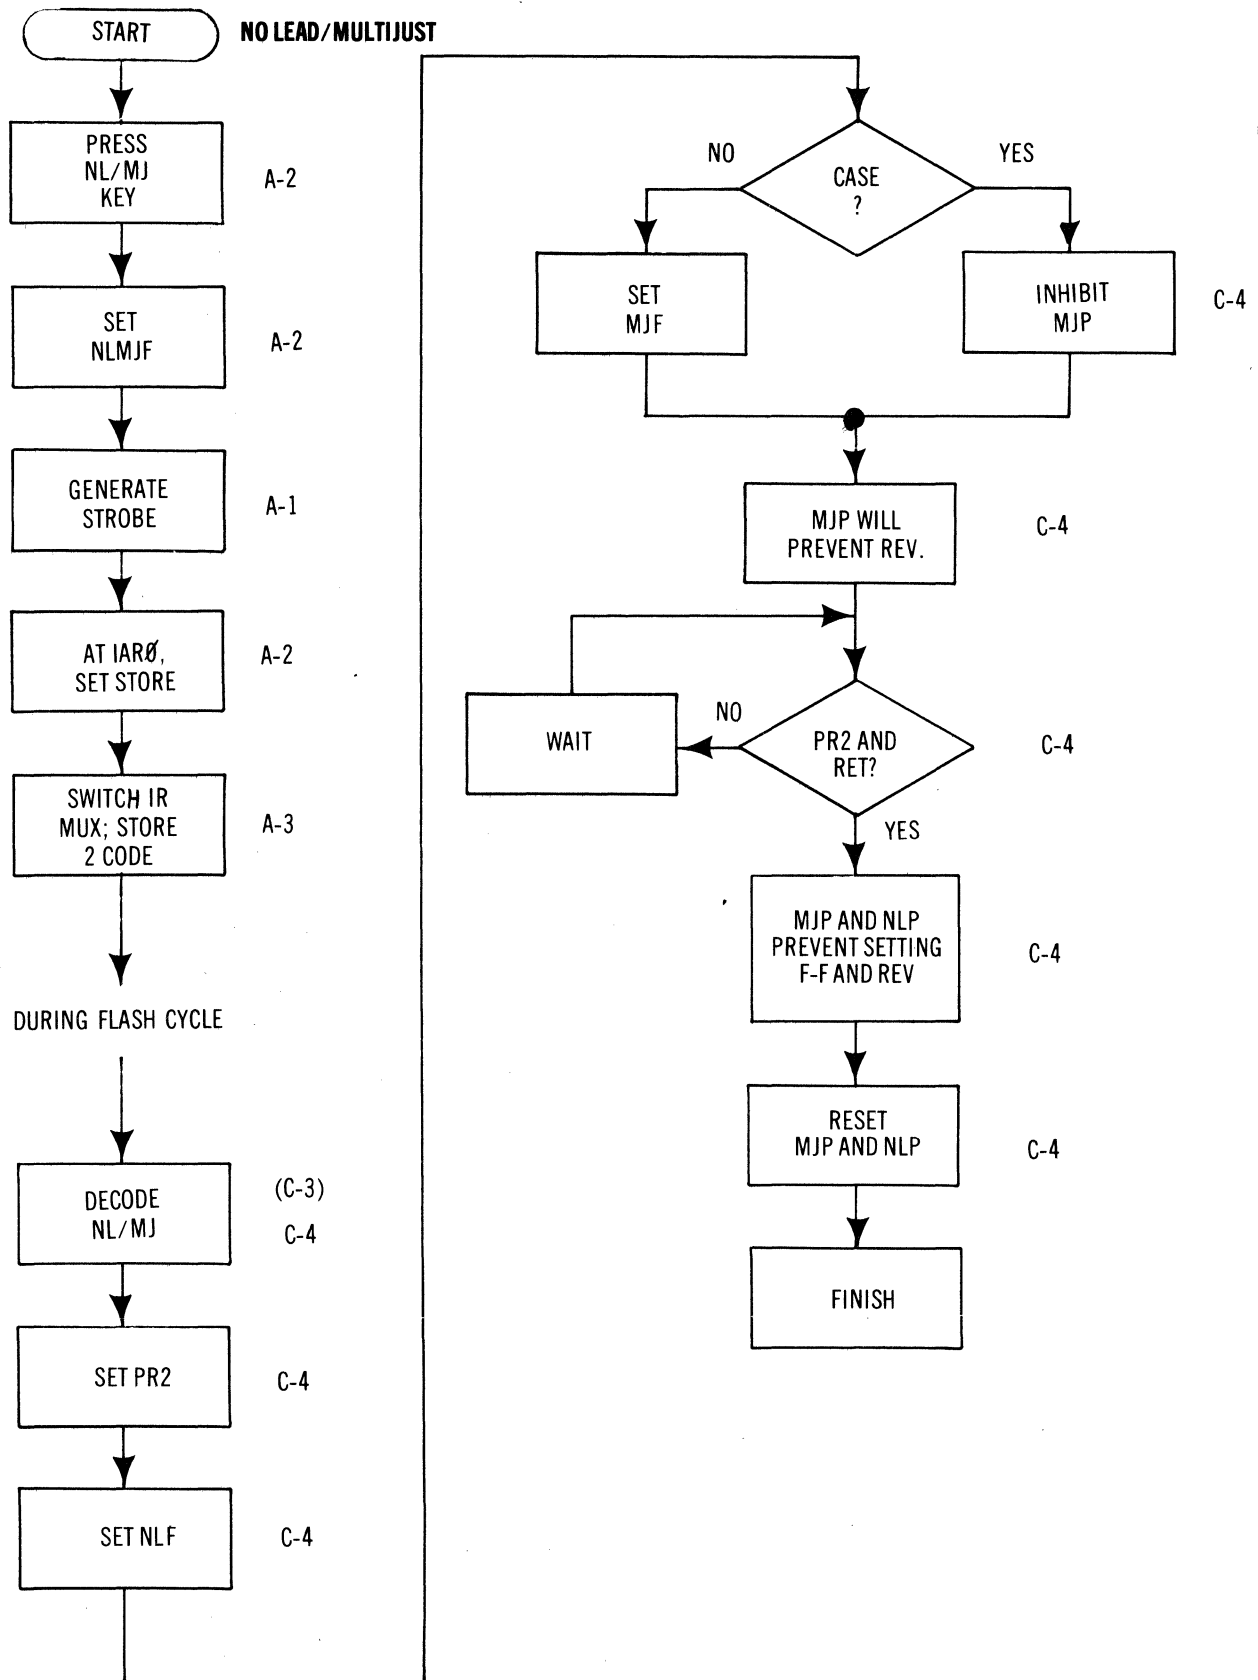 START
NO LEAD/MULTIJUST
PRESS
NL/MJ
KEY
A-2
SET
NLMJF
A-2
GENERATE
STROBE
A-1
AT IARØ,
SET STORE
A-2
SWITCH IR
MUX; STORE
2 CODE
A-3
DURING FLASH CYCLE
DECODE
NL/MJ
(C-3)
C-4
SET PR2
C-4
SET NLF
C-4
CASE
?
NO
YES
SET
MJF
INHIBIT
MJP
C-4
MJP WILL
PREVENT REV.
C-4
WAIT
NO
PR2 AND
RET?
C-4
YES
MJP AND NLP
PREVENT SETTING
F-F AND REV
C-4
RESET
MJP AND NLP
C-4
FINISH